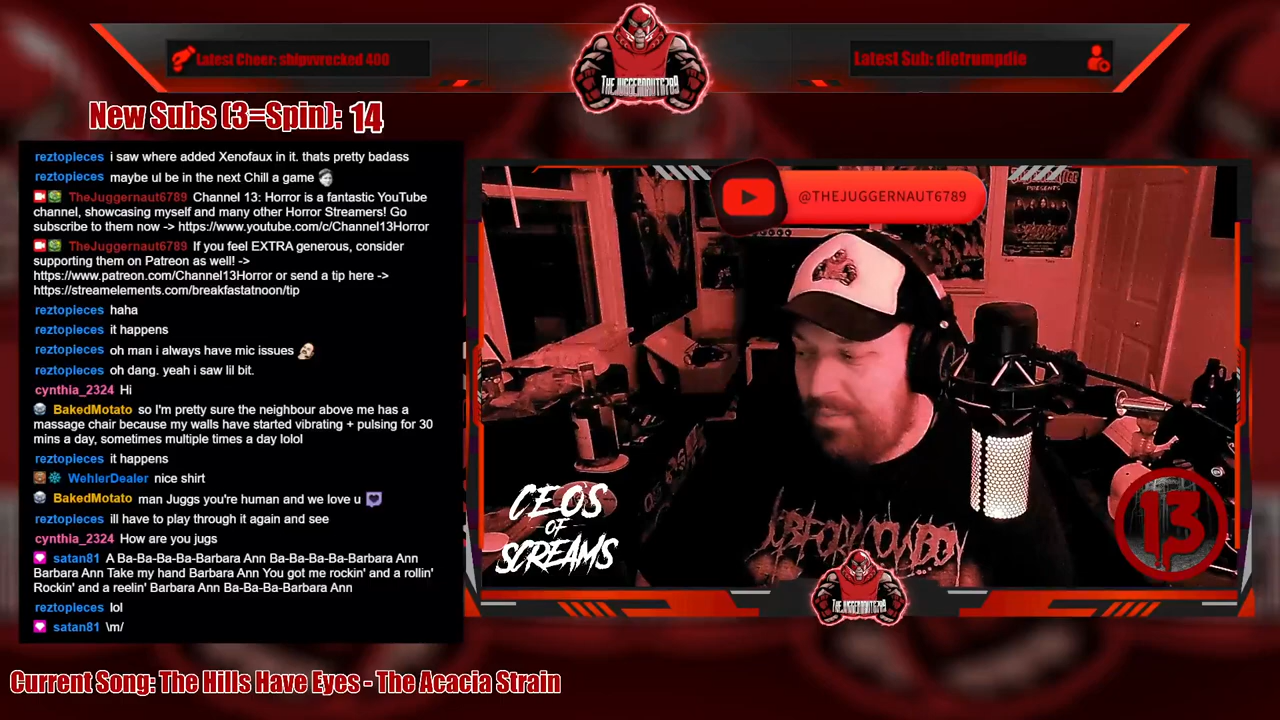 Latest Cheer: shipvvrecked 400
THEJUGGERNAUT6789
Latest Sub: dietrumpdie
New Subs (3=Spin): 14
reztopieces i saw where added Xenofaux in it. thats pretty badass
reztopieces maybe ul be in the next Chill a game
TheJuggernaut6789 Channel 13: Horror is a fantastic YouTube
channel, showcasing myself and many other Horror Streamers! Go
subscribe to them now -> https://www.youtube.com/c/Channel13Horror
TheJuggernaut6789 If you feel EXTRA generous, consider
supporting them on Patreon as well! ->
https://www.patreon.com/Channel13Horror or send a tip here ->
https://streamelements.com/breakfastatnoon/tip
reztopieces haha
reztopieces it happens
reztopieces oh man i always have mic issues
reztopieces oh dang. yeah i saw lil bit.
cynthia_2324 Hi
BakedMotato so I'm pretty sure the neighbour above me has a
massage chair because my walls have started vibrating + pulsing for 30
mins a day, sometimes multiple times a day lolol
reztopieces it happens
WehlerDealer nice shirt
BakedMotato man Juggs you're human and we love u
reztopieces ill have to play through it again and see
cynthia_2324 How are you jugs
satan81 A Ba-Ba-Ba-Ba-Barbara Ann Ba-Ba-Ba-Ba-Barbara Ann
Barbara Ann Take my hand Barbara Ann You got me rockin' and a rollin'
Rockin' and a reelin' Barbara Ann Ba-Ba-Ba-Barbara Ann
reztopieces lol
satan81 \m/
@THEJUGGERNAUT6789
PRESENTS
CEOS
OF
SCREAMS
13
THEJUGGERNAUT6789
Current Song: The Hills Have Eyes - The Acacia Strain